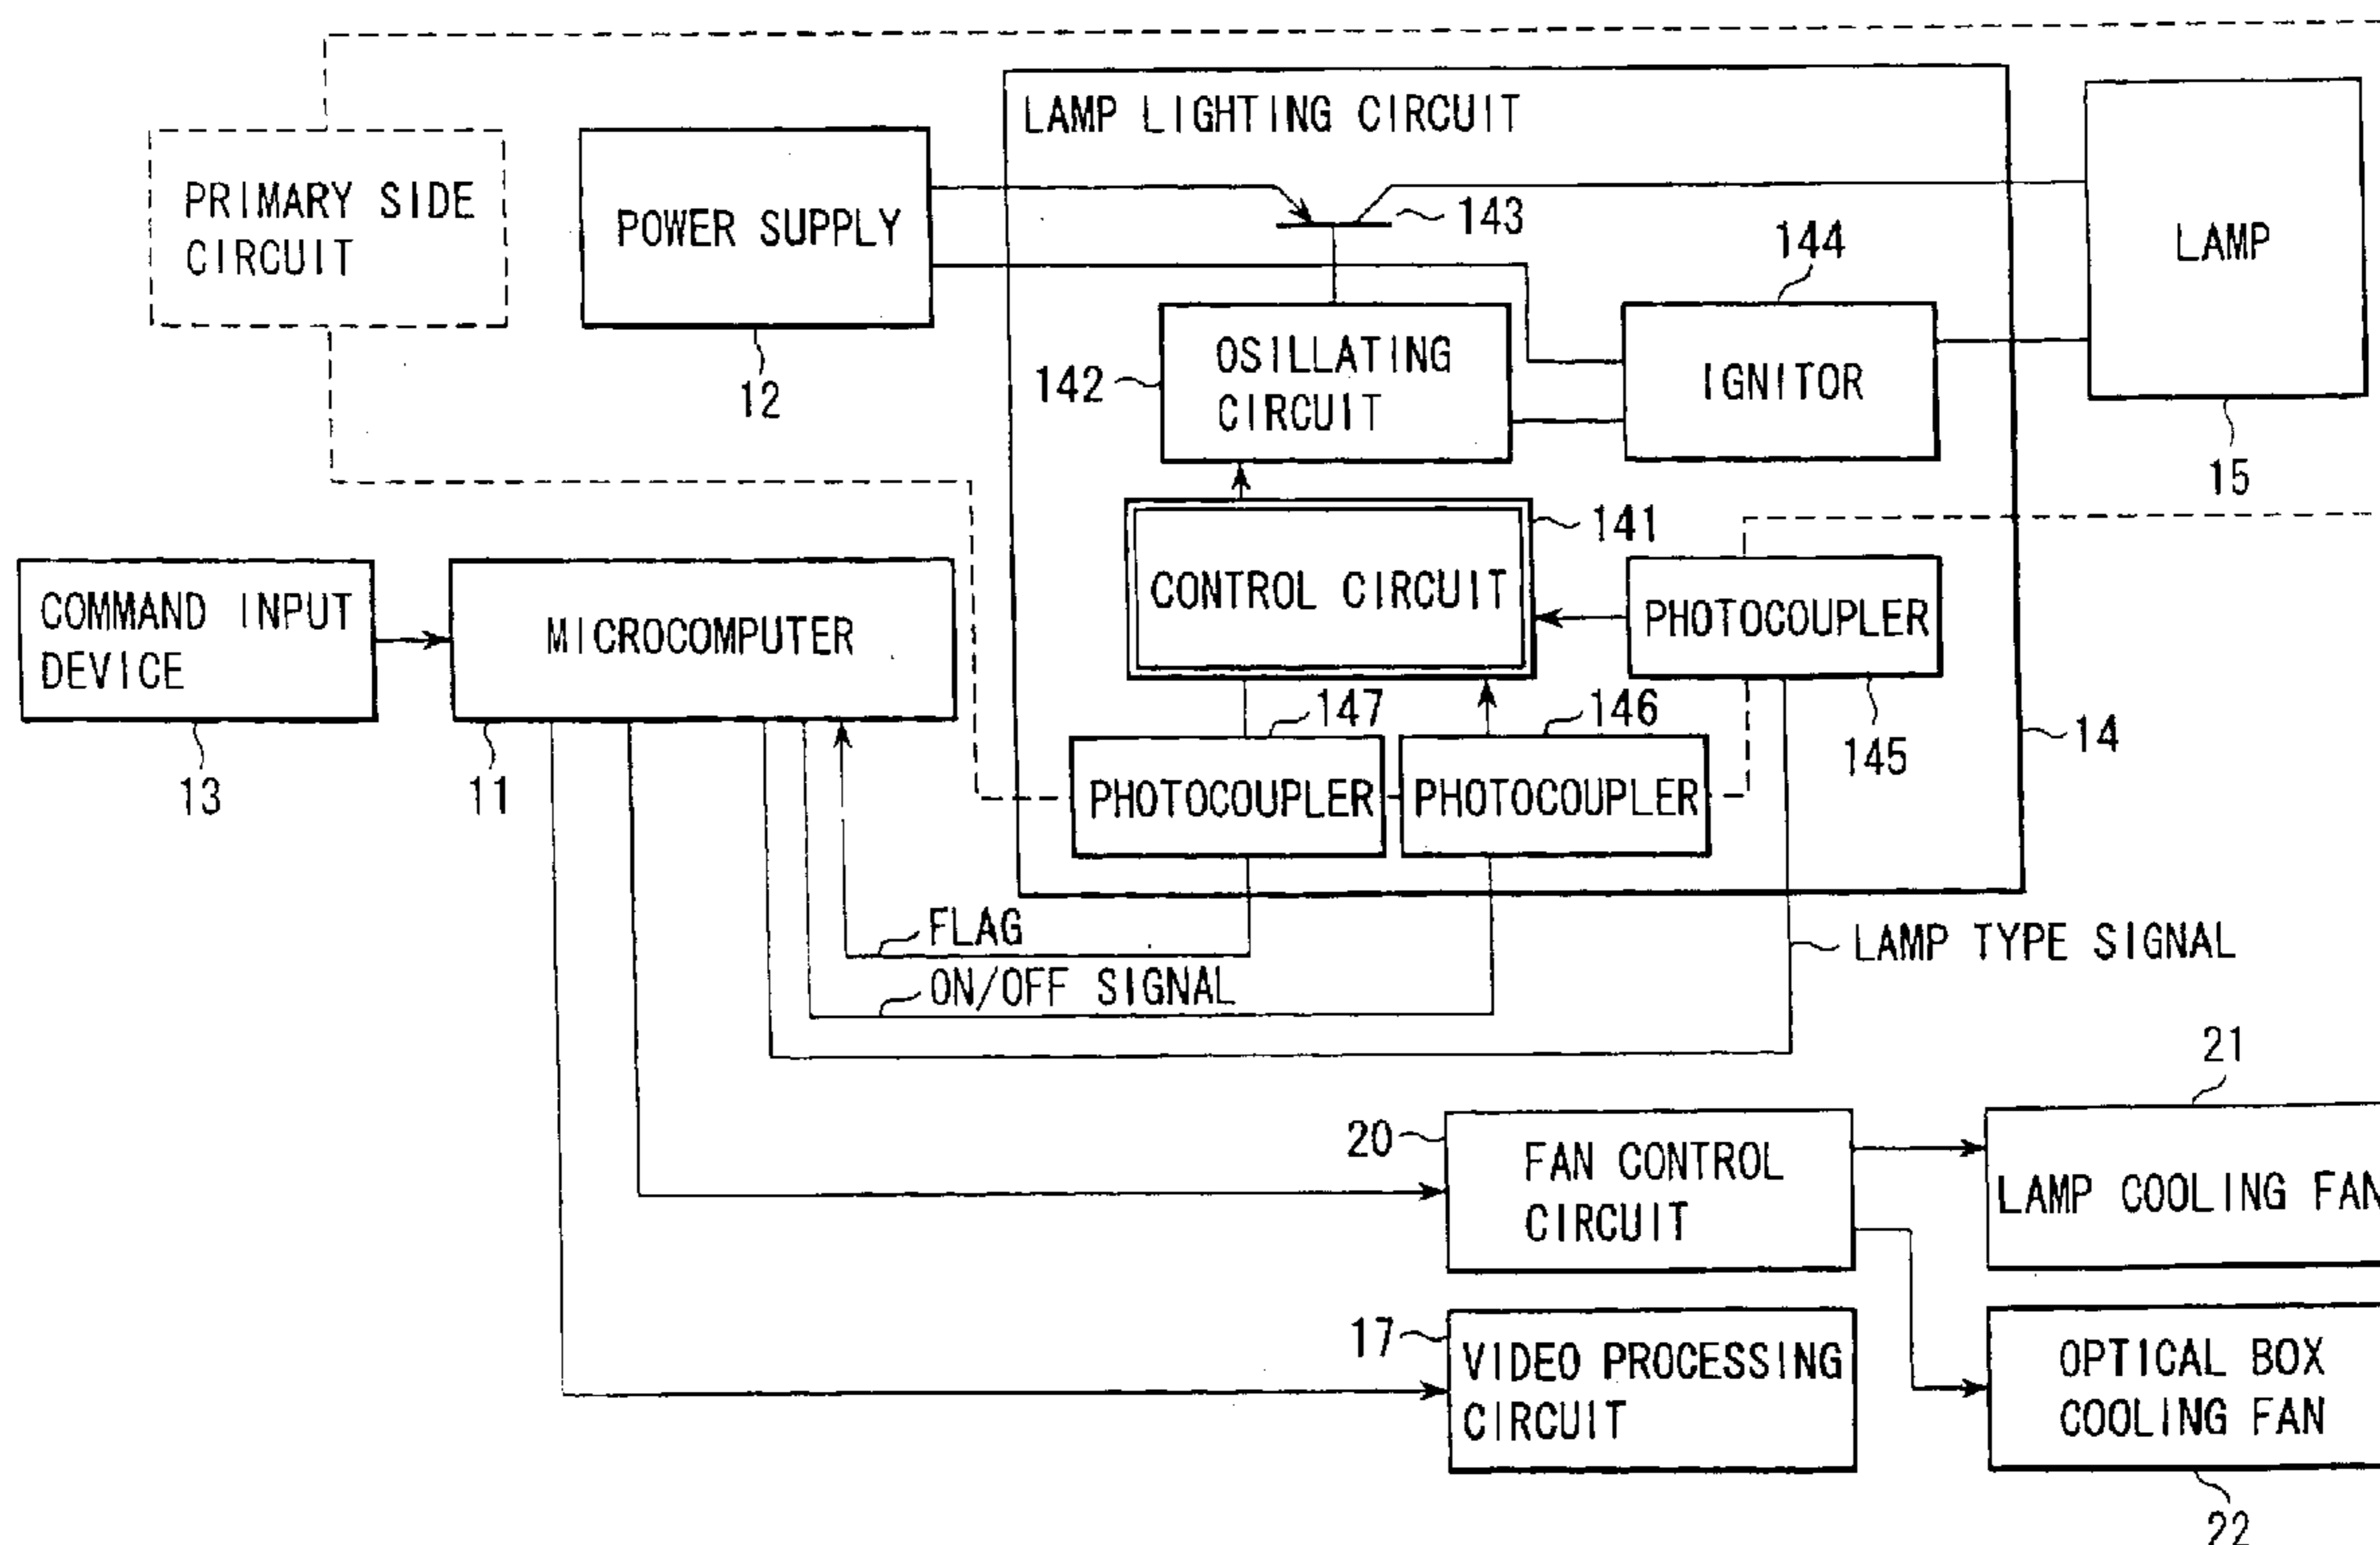 LAMP LIGHTING CIRCUIT
PRIMARY SIDE
CIRCUIT
POWER SUPPLY
12
143
144
LAMP
15
142
OSILLATING
CIRCUIT
IGNITOR
141
CONTROL CIRCUIT
COMMAND INPUT
DEVICE
13
MICROCOMPUTER
11
PHOTOCOUPLER
145
147
146
14
PHOTOCOUPLER
PHOTOCOUPLER
FLAG
ON/OFF SIGNAL
LAMP TYPE SIGNAL
20
FAN CONTROL
CIRCUIT
21
LAMP COOLING FAN
17
VIDEO PROCESSING
CIRCUIT
OPTICAL BOX
COOLING FAN
22